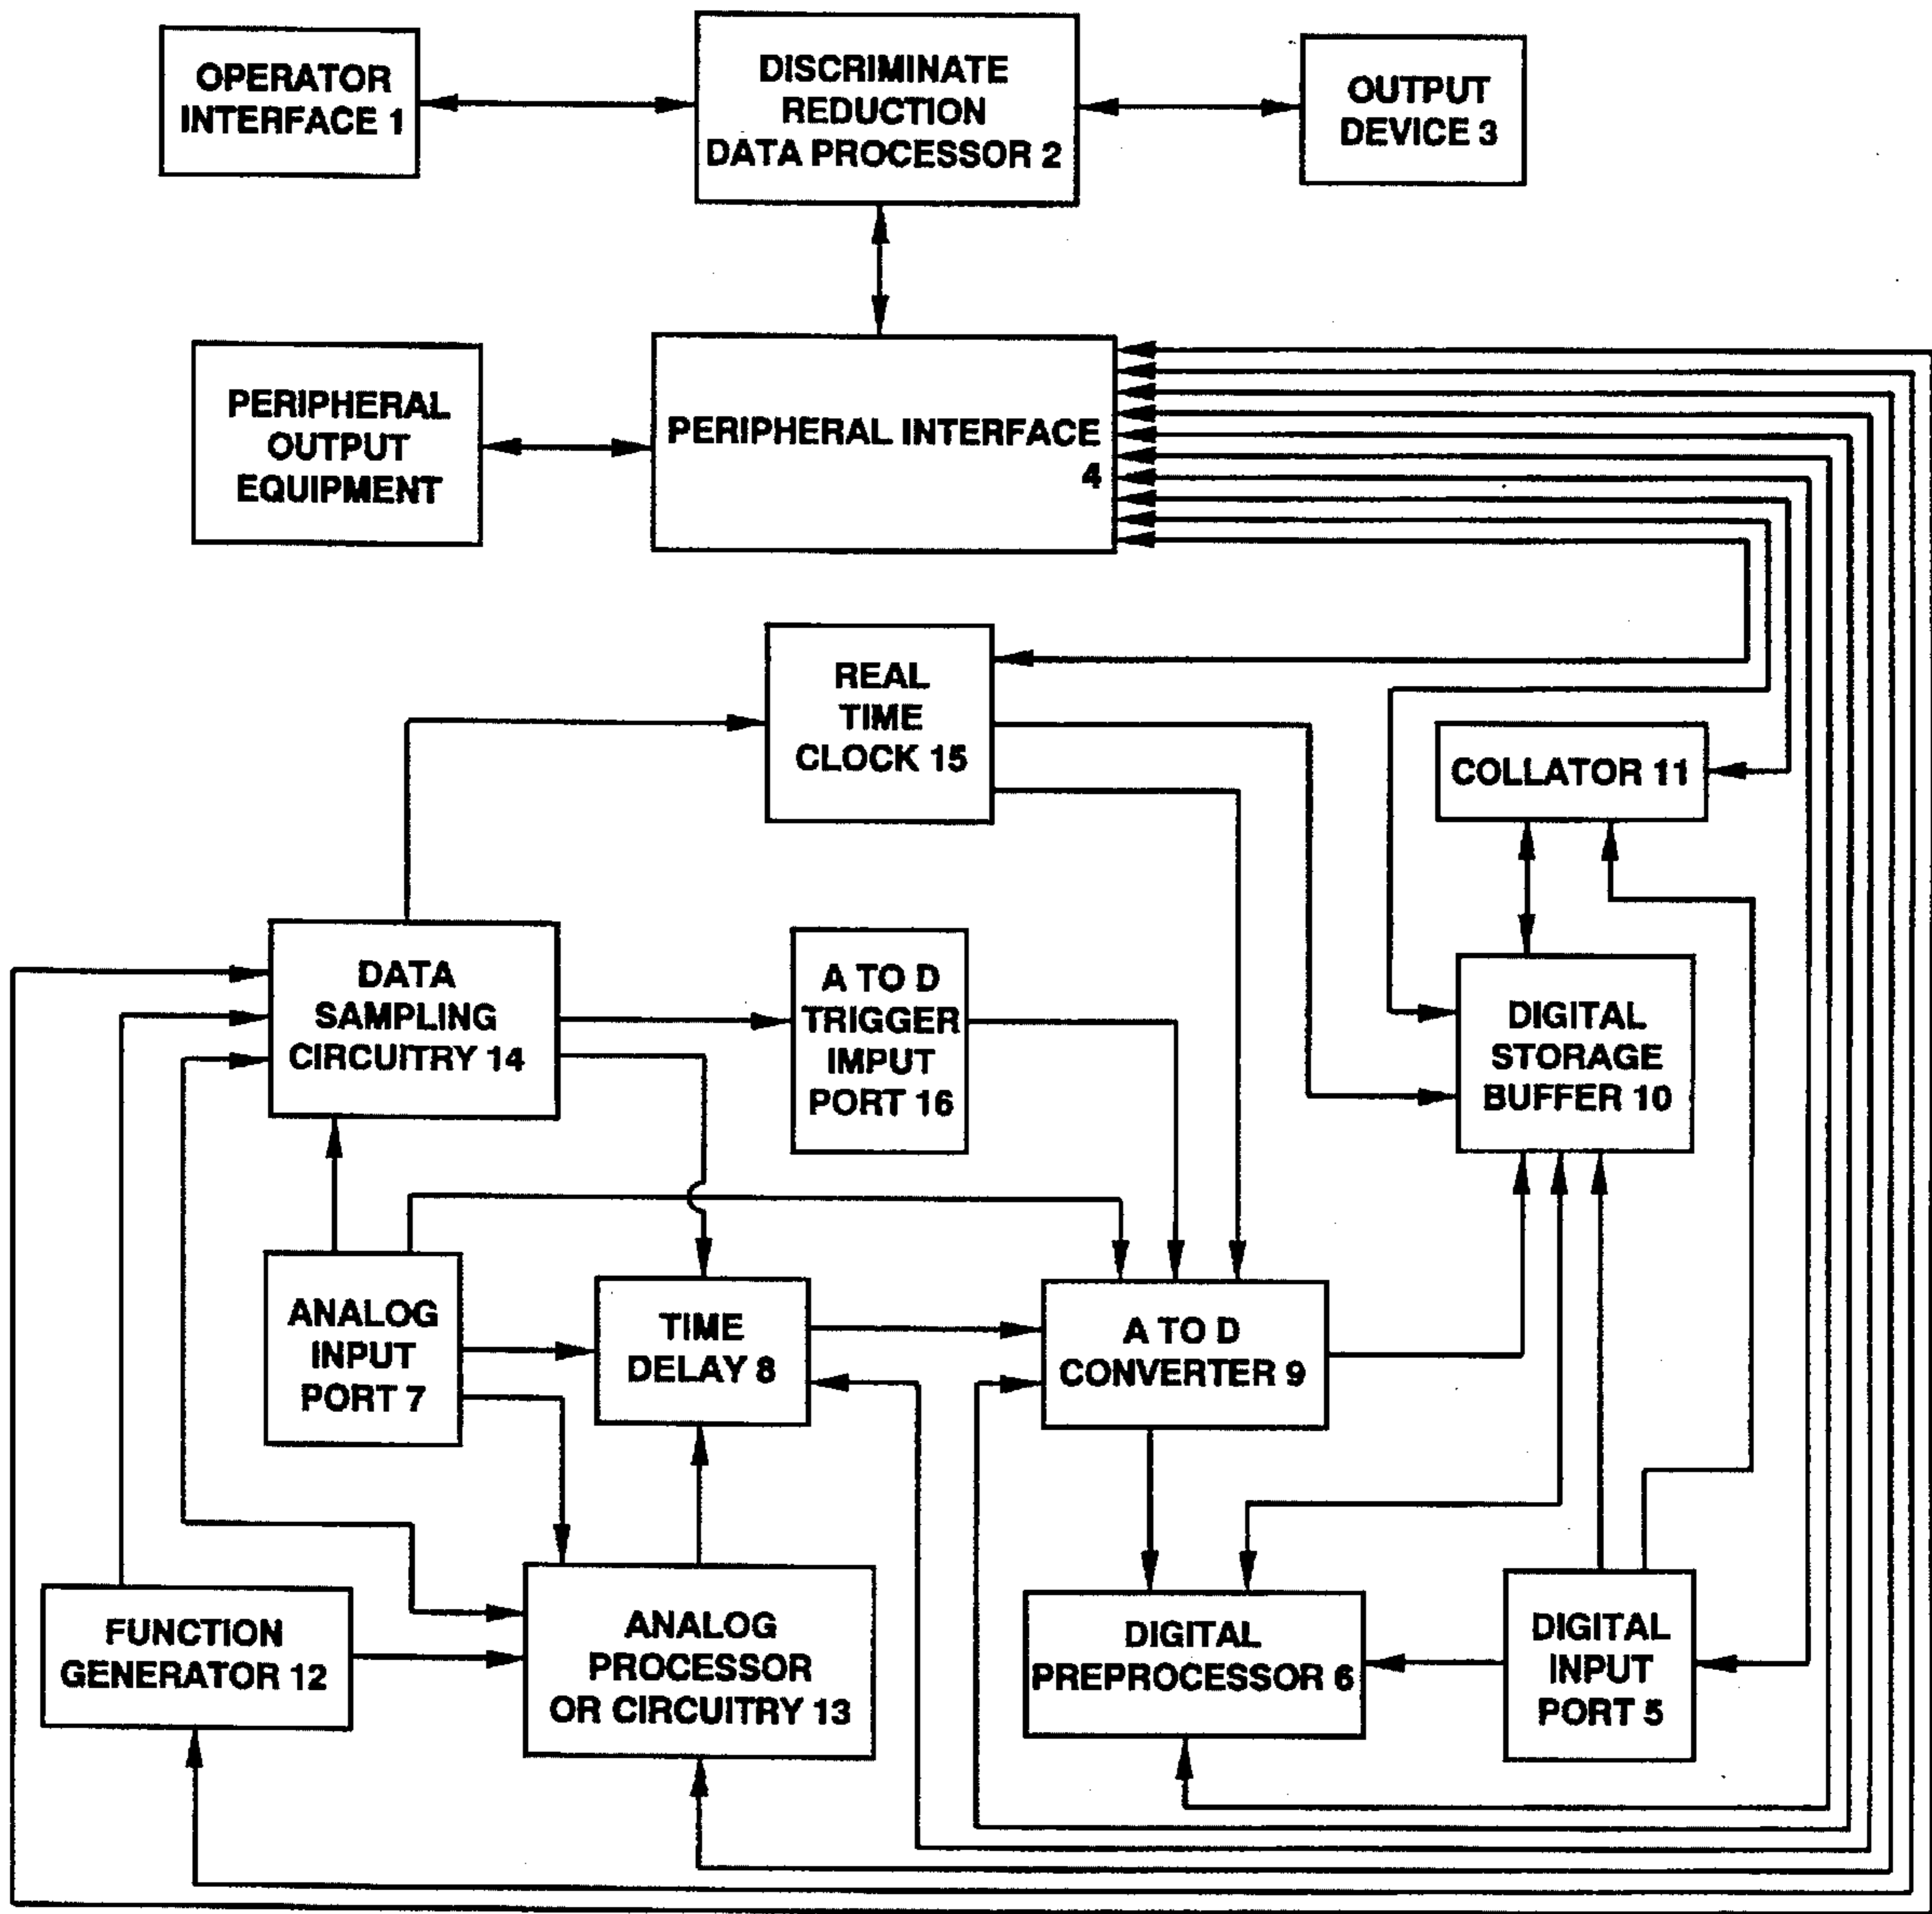 OPERATOR
INTERFACE 1
DISCRIMINATE
REDUCTION
DATA PROCESSOR 2
OUTPUT
DEVICE 3
PERIPHERAL
OUTPUT
EQUIPMENT
PERIPHERAL INTERFACE
4
REAL
TIME
CLOCK 15
COLLATOR 11
DATA
SAMPLING
CIRCUITRY 14
A TO D
TRIGGER
IMPUT
PORT 16
DIGITAL
STORAGE
BUFFER 10
ANALOG
INPUT
PORT 7
TIME
DELAY 8
A TO D
CONVERTER 9
FUNCTION
GENERATOR 12
ANALOG
PROCESSOR
OR CIRCUITRY 13
DIGITAL
PREPROCESSOR 6
DIGITAL
INPUT
PORT 5